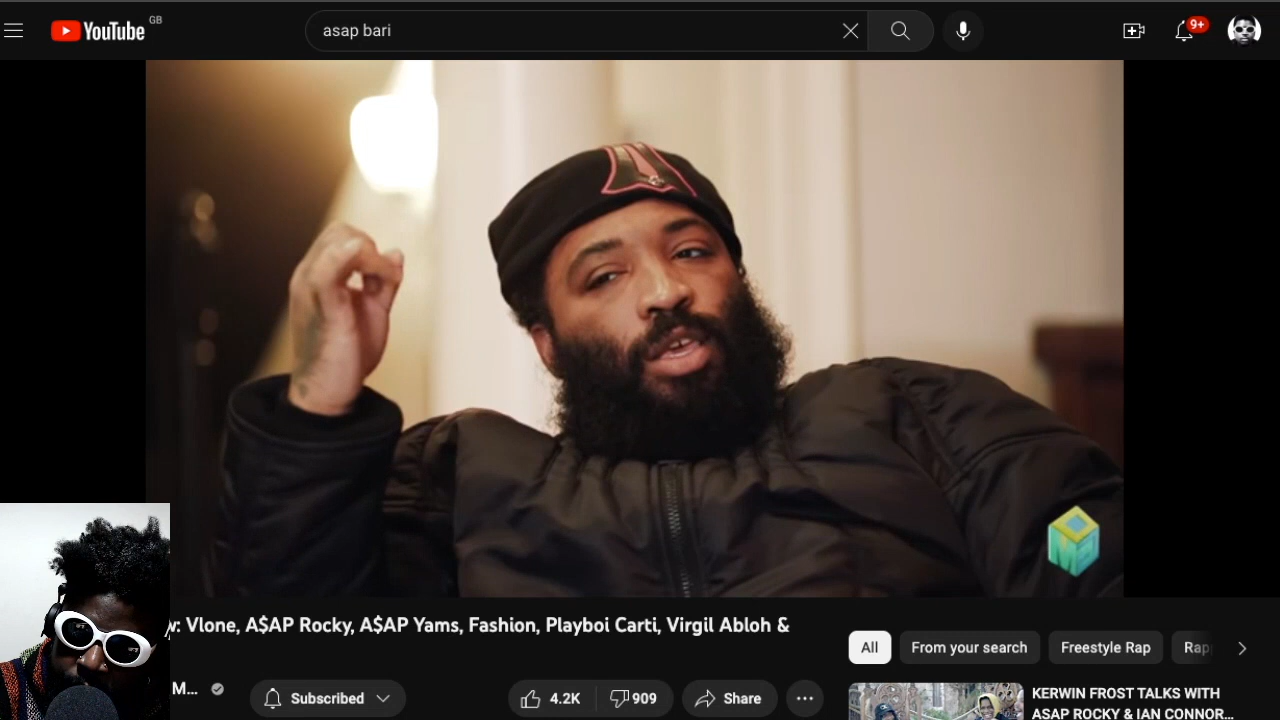 YouTube GB
asap bari
9+
y: Vlone, A$AP Rocky, A$AP Yams, Fashion, Playboi Carti, Virgil Abloh &
All
From your search
Freestyle Rap
Rap
M...
Subscribed
4.2K
909
Share
KERWIN FROST TALKS WITH
ASAP ROCKY & IAN CONNOR...